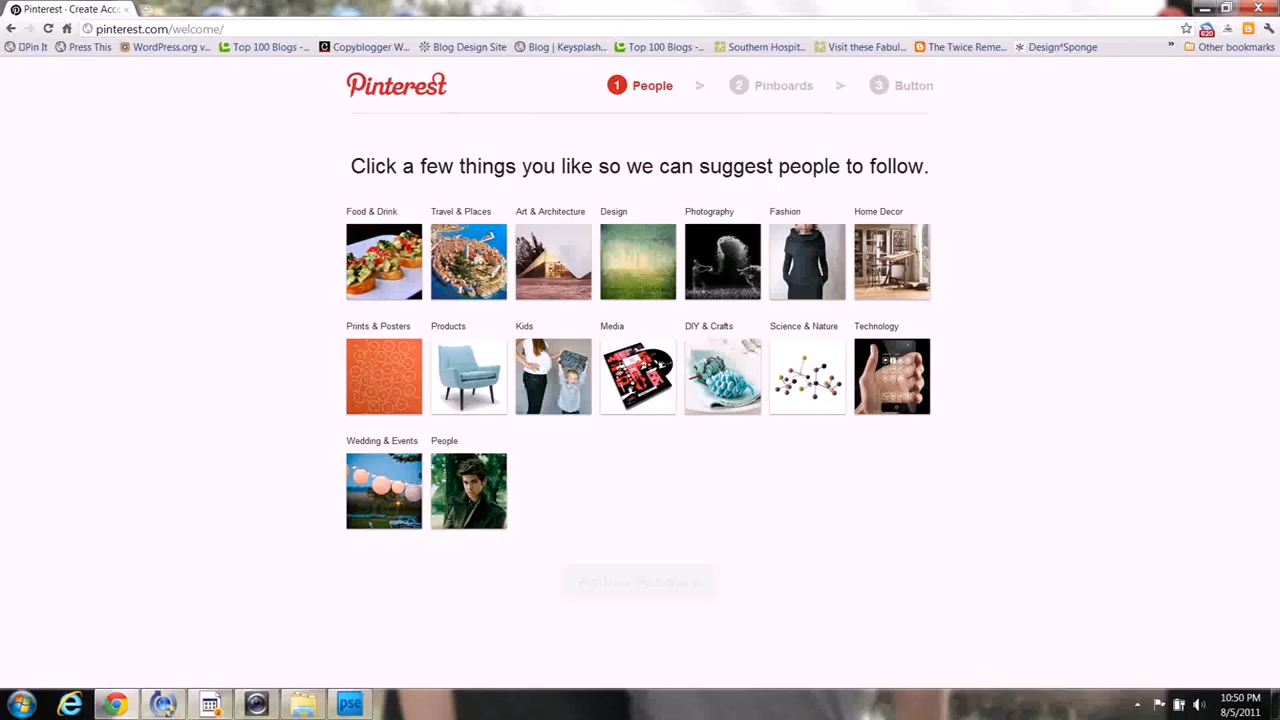 Pinterest · Create Acco
pinterest.com/welcome/
Pin It
Press This
WordPress.org v...
Top 100 Blogs -...
Copyblogger W...
Blog Design Site
Blog | Keysplash...
Top 100 Blogs -...
Southern Hospit...
Visit these Fabul...
The Twice Reme...
Design*Sponge
»
Other bookmarks
620
Pinterest
1 People > 2 Pinboards > 3 Button
Click a few things you like so we can suggest people to follow.
Food & Drink
Travel & Places
Art & Architecture
Design
Photography
Fashion
Home Decor
Prints & Posters
Products
Kids
Media
DIY & Crafts
Science & Nature
Technology
Wedding & Events
People
pse
10:50 PM
8/5/2011